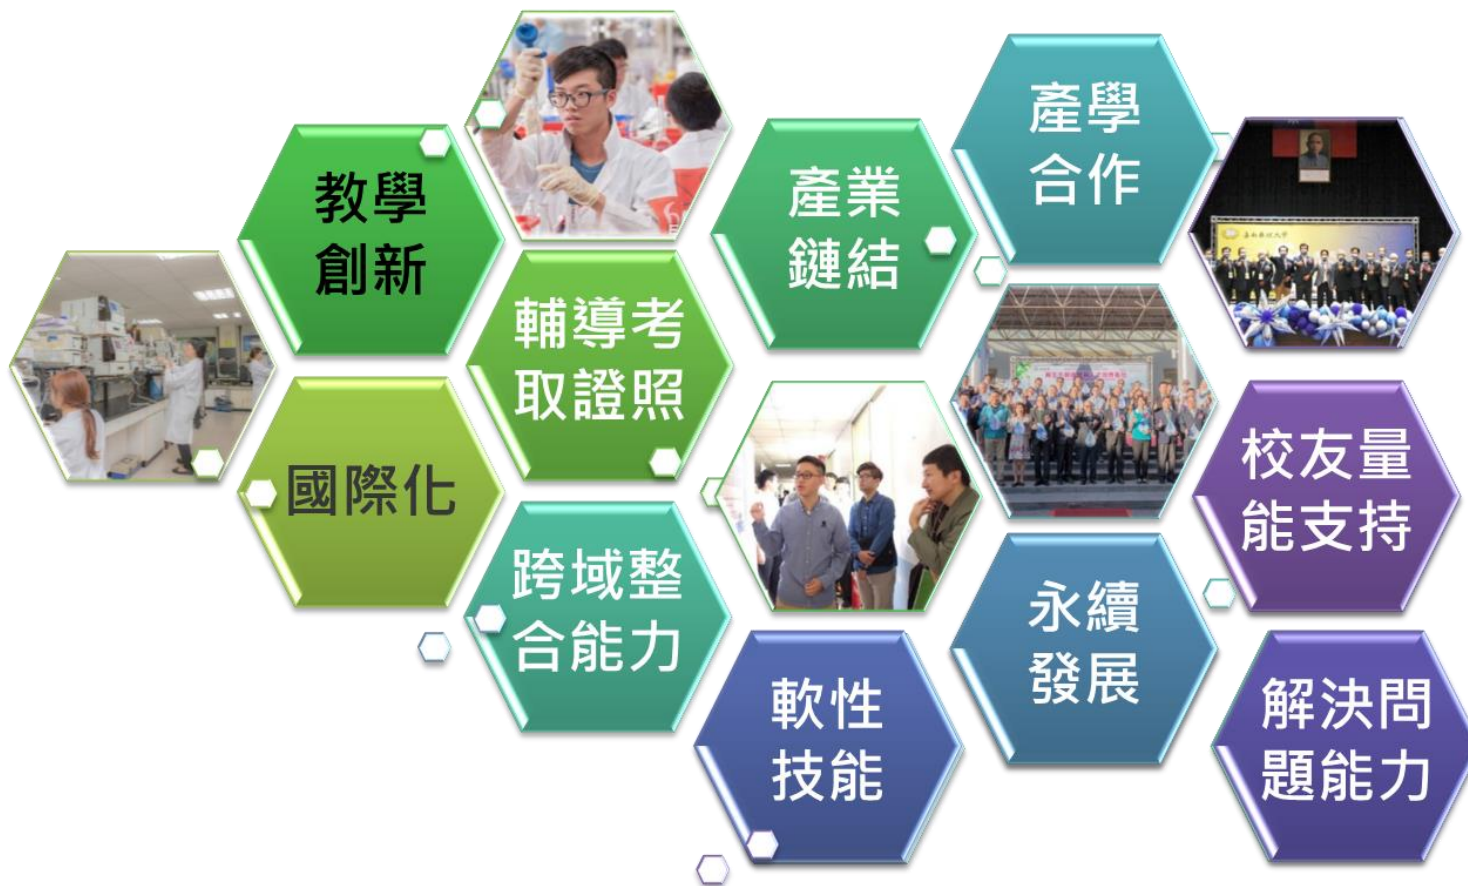 教學
創新
國際化
輔導考
取證照
跨域整
合能力
產業
鏈結
軟性
技能
產學
合作
永續
發展
校友量
能支持
解決問
題能力